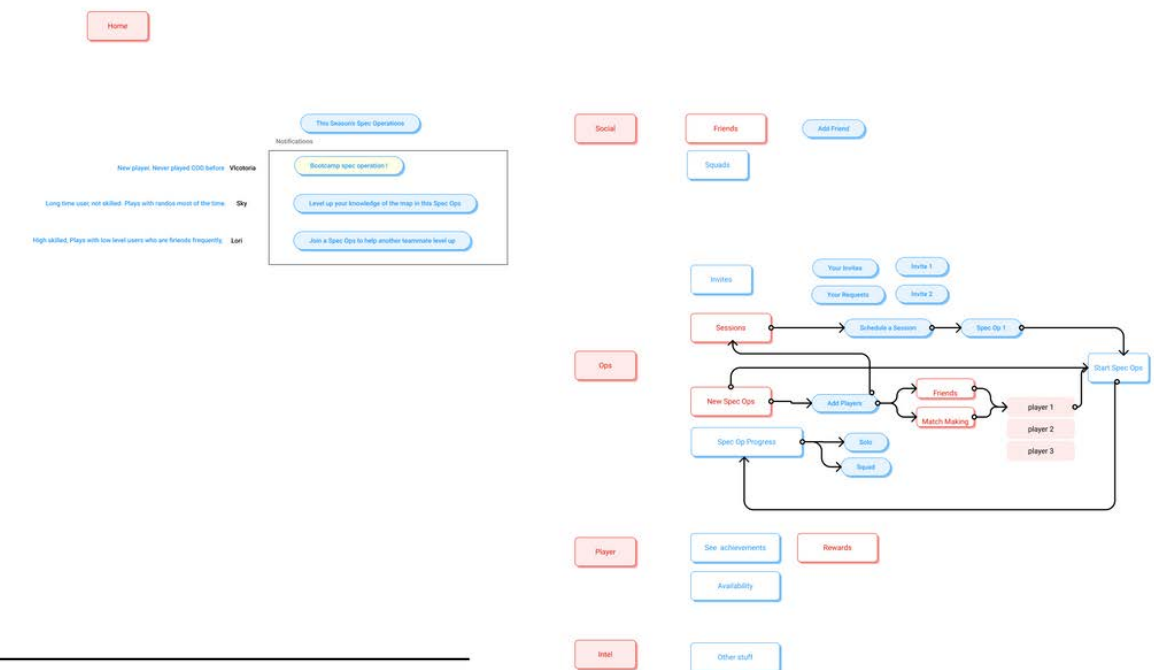 Home
This Season's Spec Operations
Notifications
New player. Never played COD before Vicotoria
Bootcamp spec operation !
Long time user, not skilled. Plays with randos most of the time. Sky
Level up your knowledge of the map in this Spec Ops
High skilled, Plays with low level users who are firiends frequently. Lori
Join a Spec Ops to help another teammate level up
Social
Friends
Add Friend
Squads
Invites
Your Invites
Invite 1
Your Requests
Invite 2
Sessions
Schedule a Session
Spec Op 1
Ops
Start Spec Ops
New Spec Ops
Add Players
Friends
Match Making
player 1
player 2
player 3
Spec Op Progress
Solo
Squad
Player
See achievements
Rewards
Availability
Intel
Other stuff